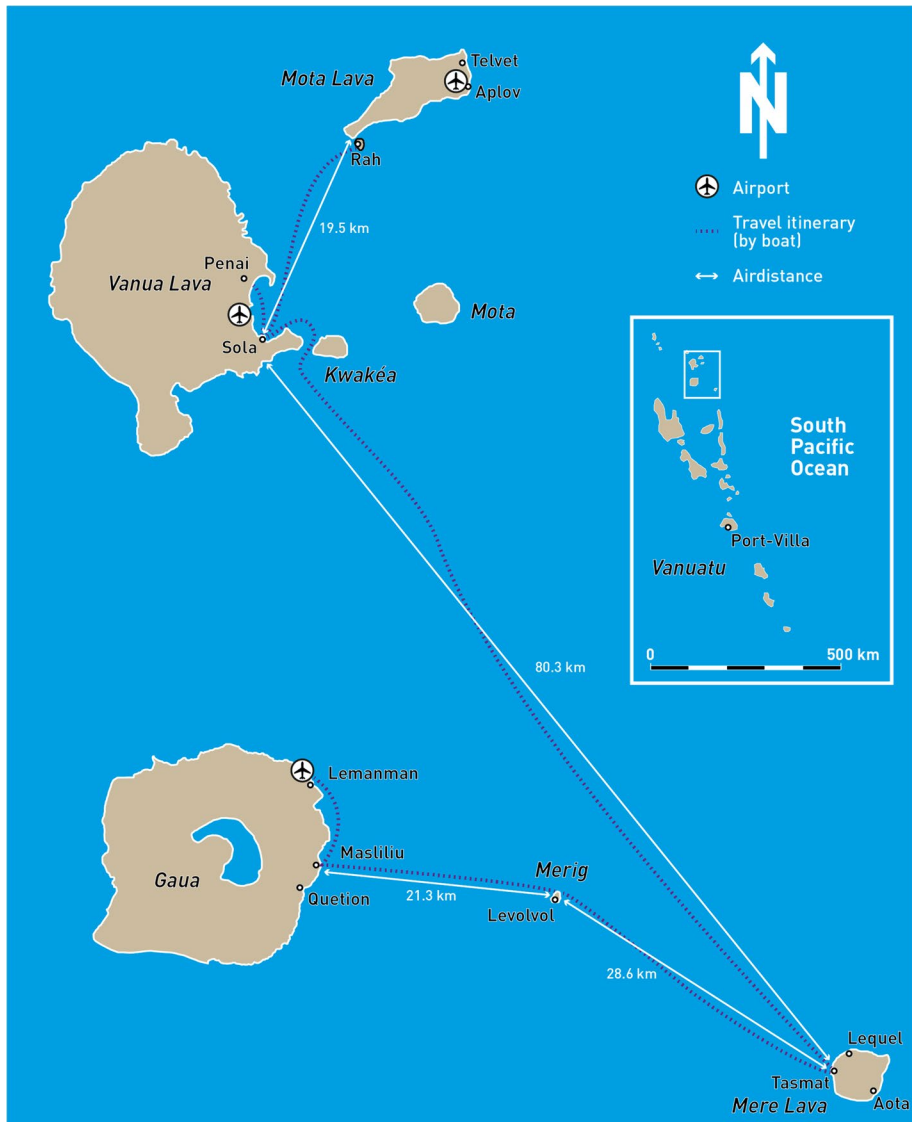 Telvet
Mota Lava
Aplov
Rah
N
Airport
Travel itinerary
(by boat)
Airdistance
19.5 km
Penai
Vanua Lava
Mota
Sola
Kwakéa
South
Pacific
Ocean
Port-Villa
Vanuatu
0 500 km
80.3 km
Lemanman
Masliliu
Merig
Gaua
Quetion
21.3 km
Levolvol
28.6 km
Lequel
Tasmat
Mere Lava
Aota